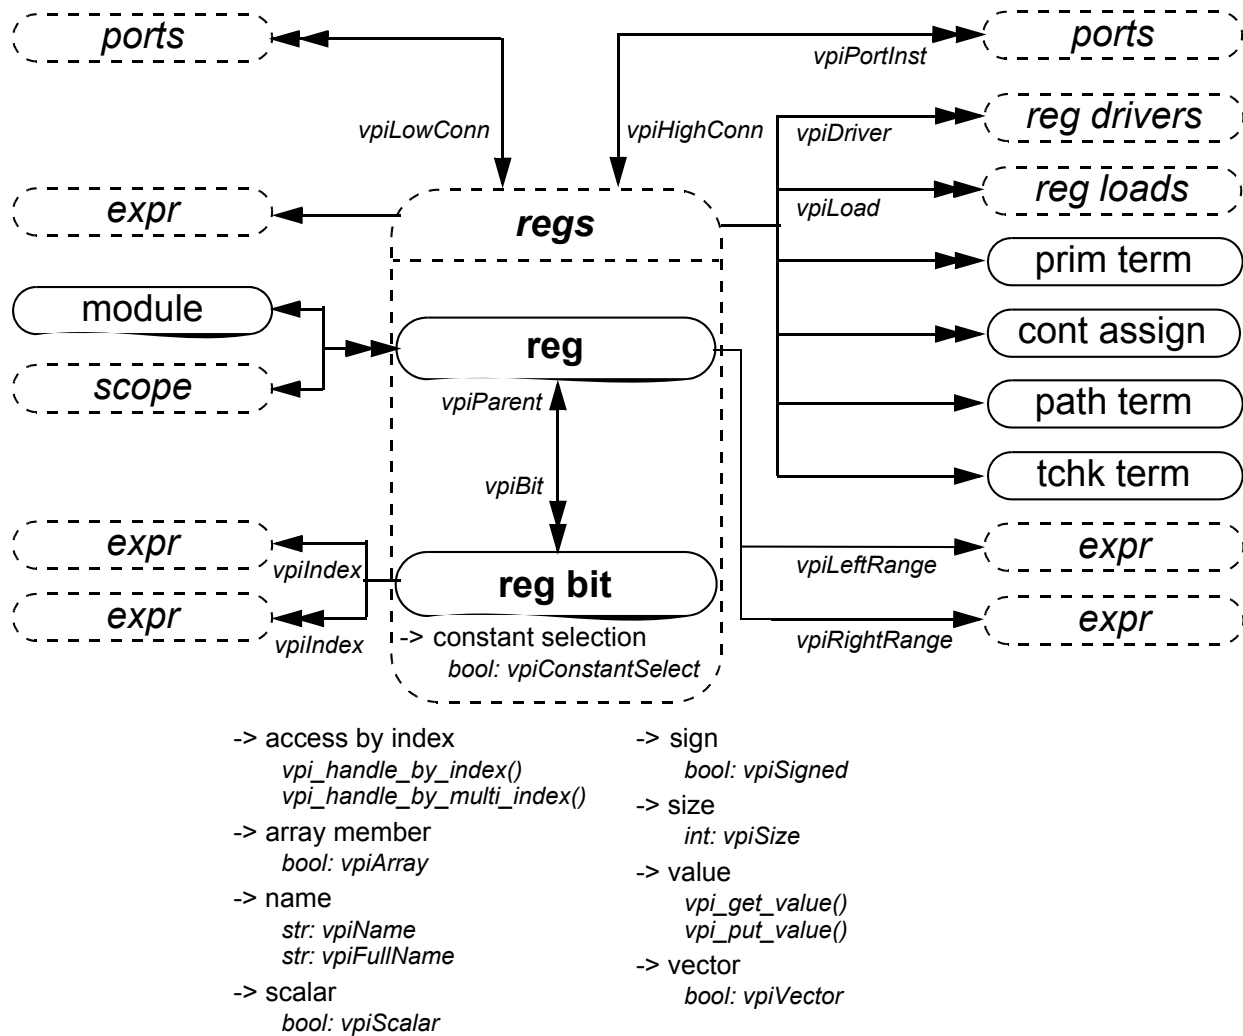 ports
ports
vpiPortInst
vpiLowConn
vpiHighConn
vpiDriver
reg drivers
expr
regs
vpiLoad
reg loads
prim term
module
reg
cont assign
scope
vpiParent
path term
vpiBit
tchk term
expr
vpiIndex
reg bit
vpiLeftRange
expr
expr
vpiIndex
-> constant selection
bool: vpiConstantSelect
vpiRightRange
expr
-> access by index
vpi_handle_by_index()
vpi_handle_by_multi_index()
-> array member
bool: vpiArray
-> name
str: vpiName
str: vpiFullName
-> scalar
bool: vpiScalar
-> sign
bool: vpiSigned
-> size
int: vpiSize
-> value
vpi_get_value()
vpi_put_value()
-> vector
bool: vpiVector